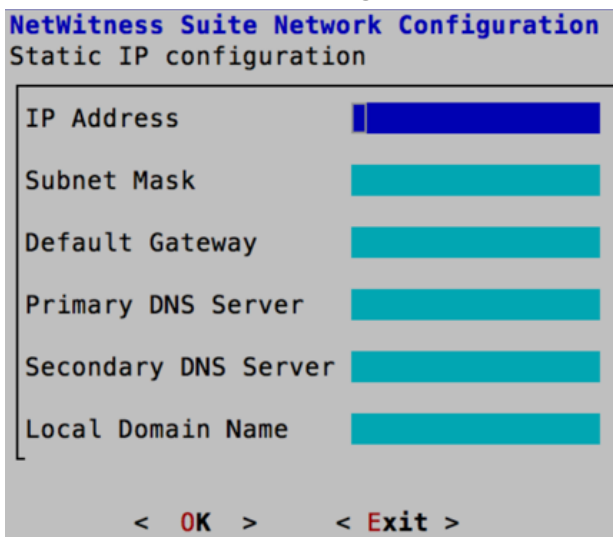 NetWitness Suite Network Configuration
Static IP configuration
IP Address
Subnet Mask
Default Gateway
Primary DNS Server
Secondary DNS Server
Local Domain Name
< OK > < Exit >